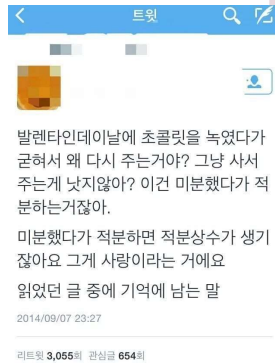 트윗
발렌타인데이날에 초콜릿을 녹였다가
굳혀서 왜 다시 주는거야? 그냥 사서
주는게 낫지않아? 이건 미분했다가 적
분하는거잖아.
미분했다가 적분하면 적분상수가 생기
잖아요 그게 사랑이라는 거에요
읽었던 글 중에 기억에 남는 말
2014/09/07 23:27
리트윗 3,055회 관심글 654회